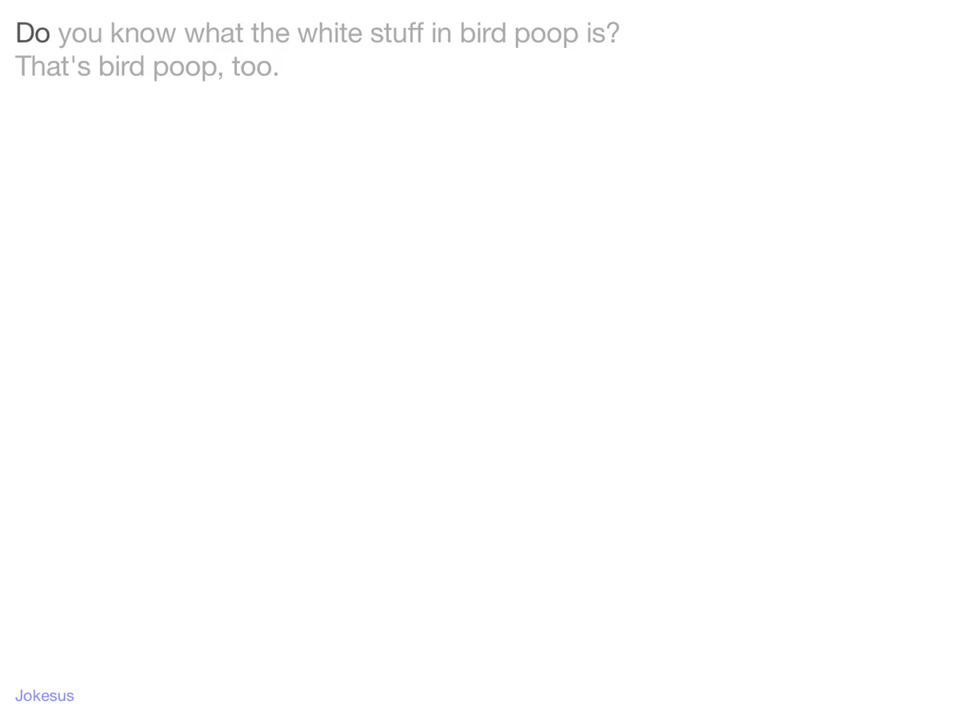 Do you know what the white stuff in bird poop is?
That's bird poop, too.
Jokesus